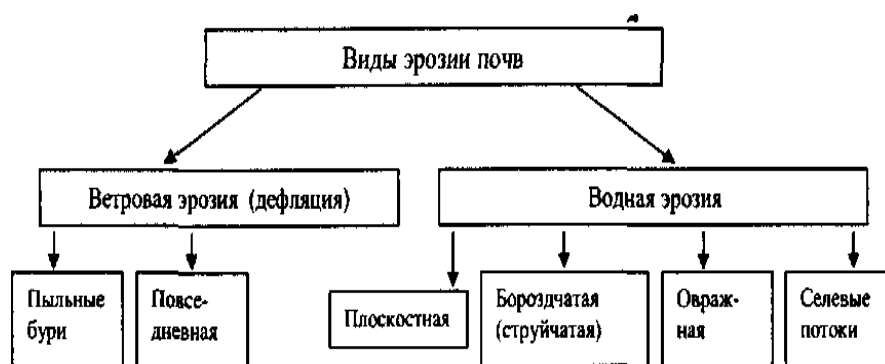 Виды эрозии почв
Ветровая эрозия (дефляция)
Водная эрозия
Пыльные
бури
Повсе-
дневная
Плоскостная
Бороздчатая
(струйчатая)
Овраж-
ная
Селевые
потоки